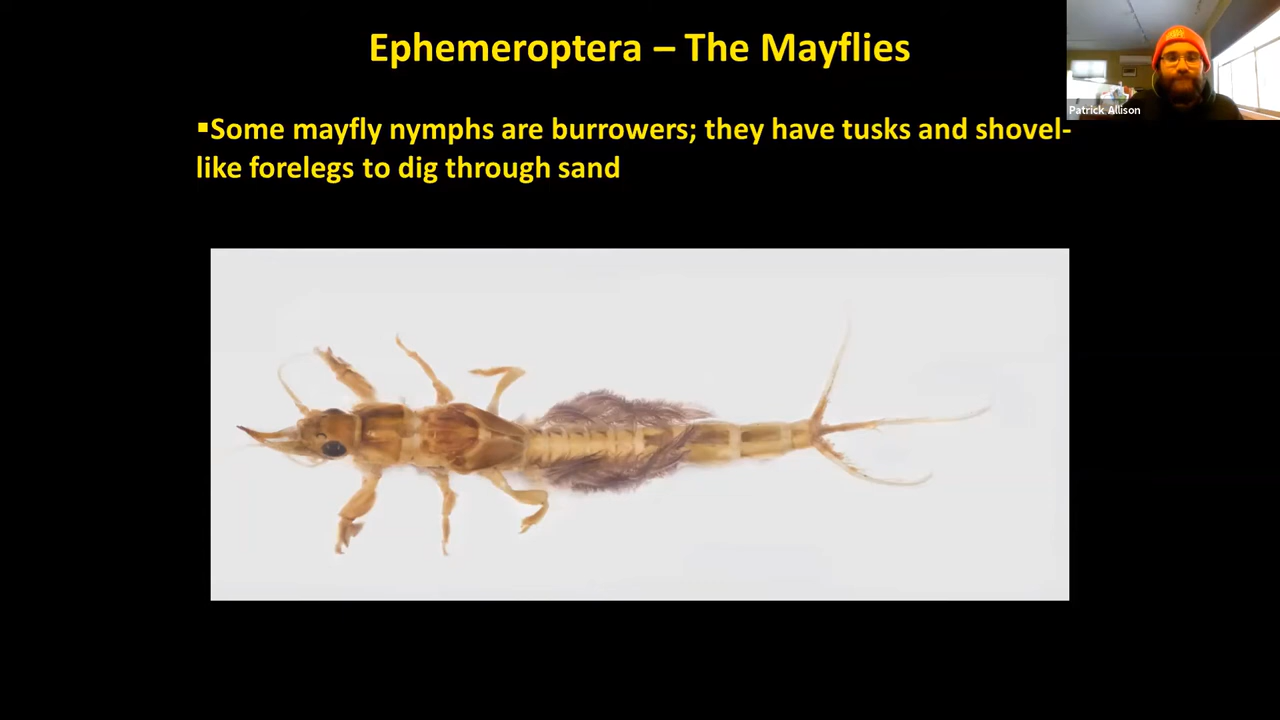 Ephemeroptera – The Mayflies
Patrick Allison
▪Some mayfly nymphs are burrowers; they have tusks and shovel-
like forelegs to dig through sand